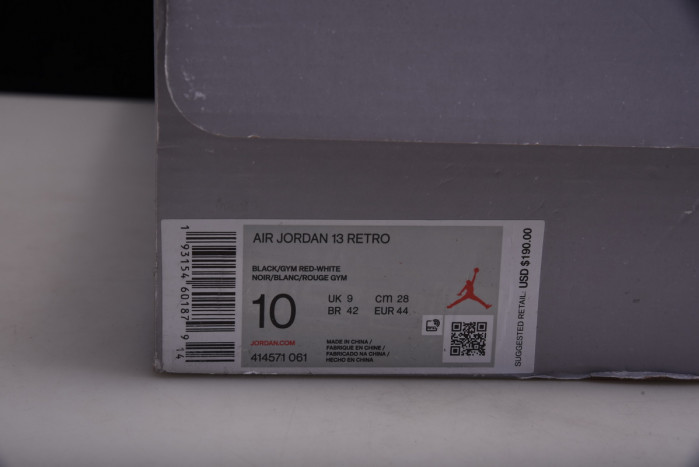 AIR JORDAN 13 RETRO
BLACK/GYM RED-WHITE
NOIR/BLANC/ROUGE GYM
10
UK 9 cm 28
BR 42 EUR 44
JORDAN.COM
414571 061
MADE IN CHINA /
FABRIQUE EN CHINE /
FABRICADO NA CHINA /
HECHO EN CHINA
1 93154 60187 9 14
SUGGESTED RETAIL: USD $190.00